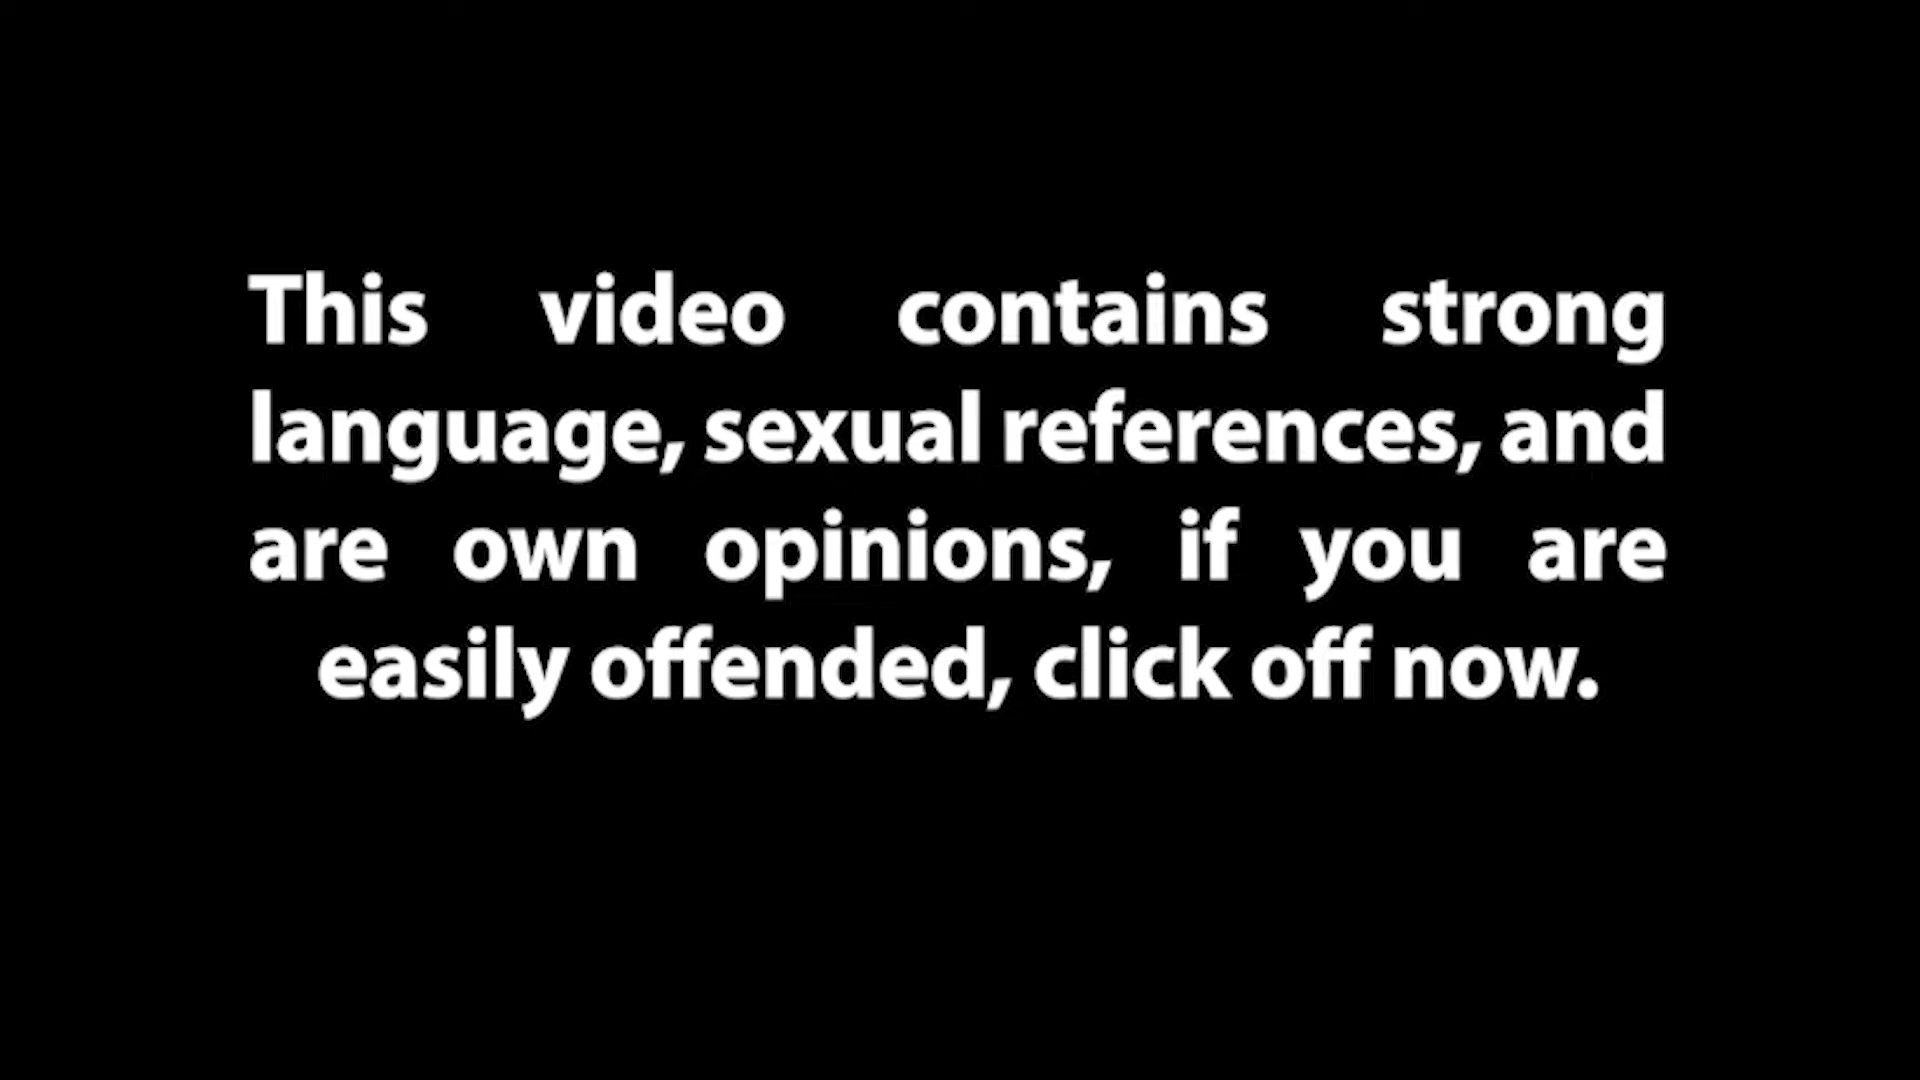 This video contains strong
language, sexual references, and
are own opinions, if you are
easily offended, click off now.